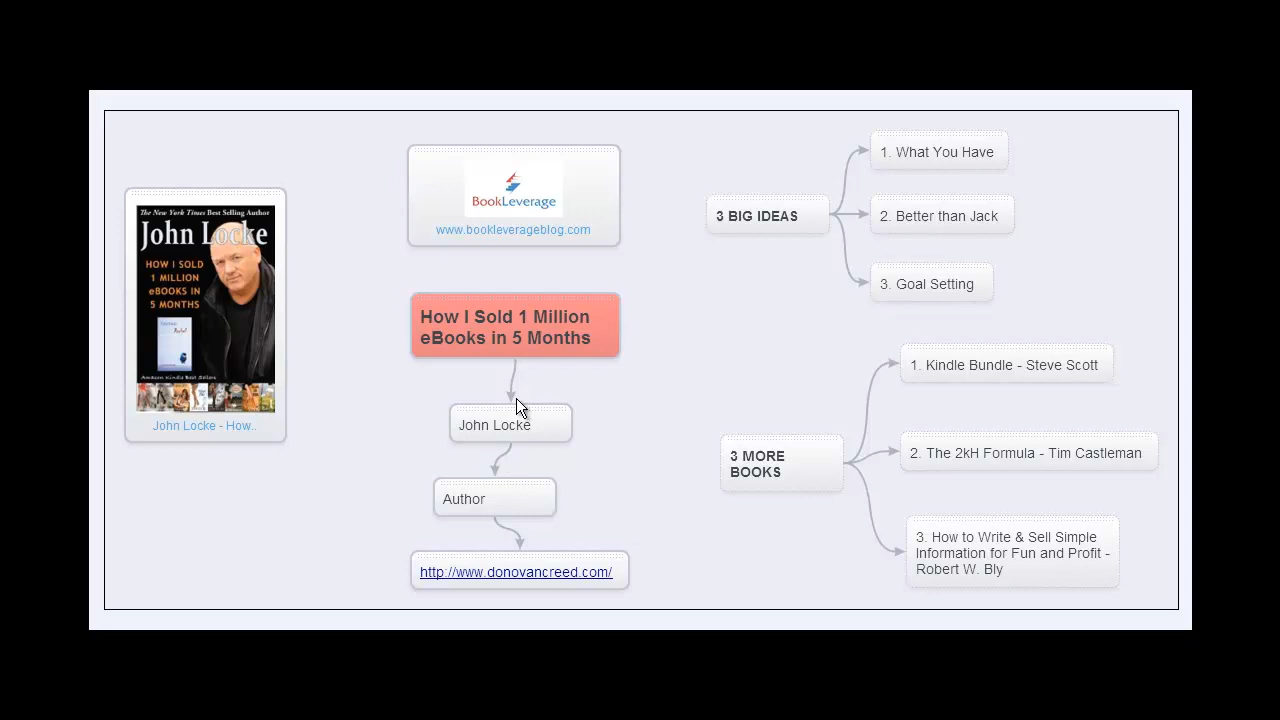 The New York Times Best Selling Author
John Locke
HOW I SOLD
1 MILLION
eBOOKS IN
5 MONTHS
Amazon Kindle Best Sellers
John Locke - How..
BookLeverage
www.bookleverageblog.com
How I Sold 1 Million
eBooks in 5 Months
John Locke
Author
http://www.donovancreed.com/
3 BIG IDEAS
1. What You Have
2. Better than Jack
3. Goal Setting
3 MORE
BOOKS
1. Kindle Bundle - Steve Scott
2. The 2kH Formula - Tim Castleman
3. How to Write & Sell Simple
Information for Fun and Profit -
Robert W. Bly